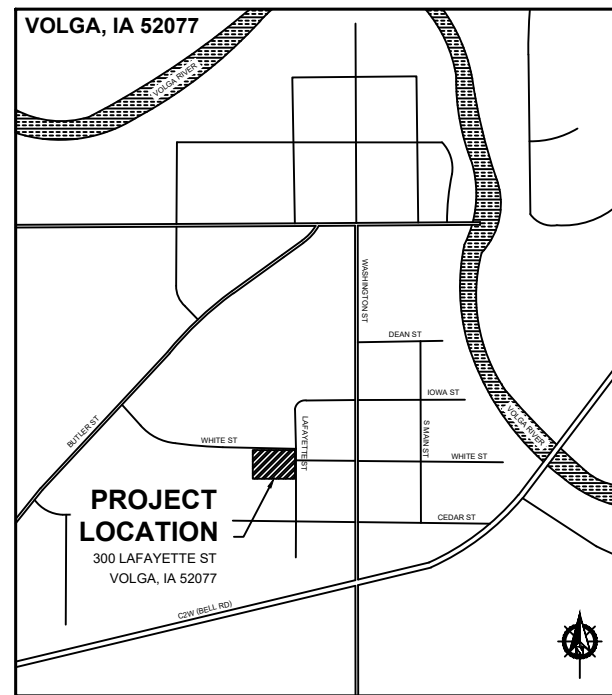 VOLGA, IA 52077
VOLGA RIVER
WASHINGTON ST
DEAN ST
IOWA ST
BUTLER ST
WHITE ST
LAFAYETTE ST
S MAIN ST
VOLGA RIVER
WHITE ST
PROJECT
LOCATION
300 LAFAYETTE ST
VOLGA, IA 52077
CEDAR ST
C2W (BELL RD)